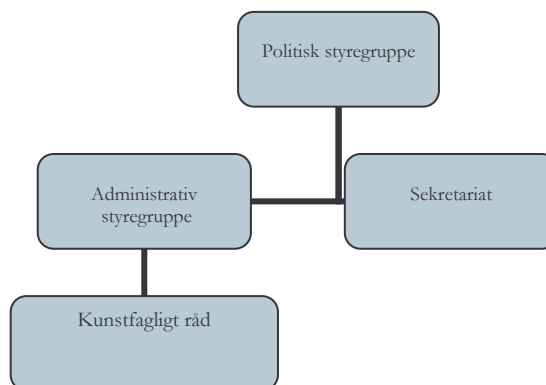 Politisk styregruppe
Administrativ
styregruppe
Sekretariat
Kunstfagligt råd